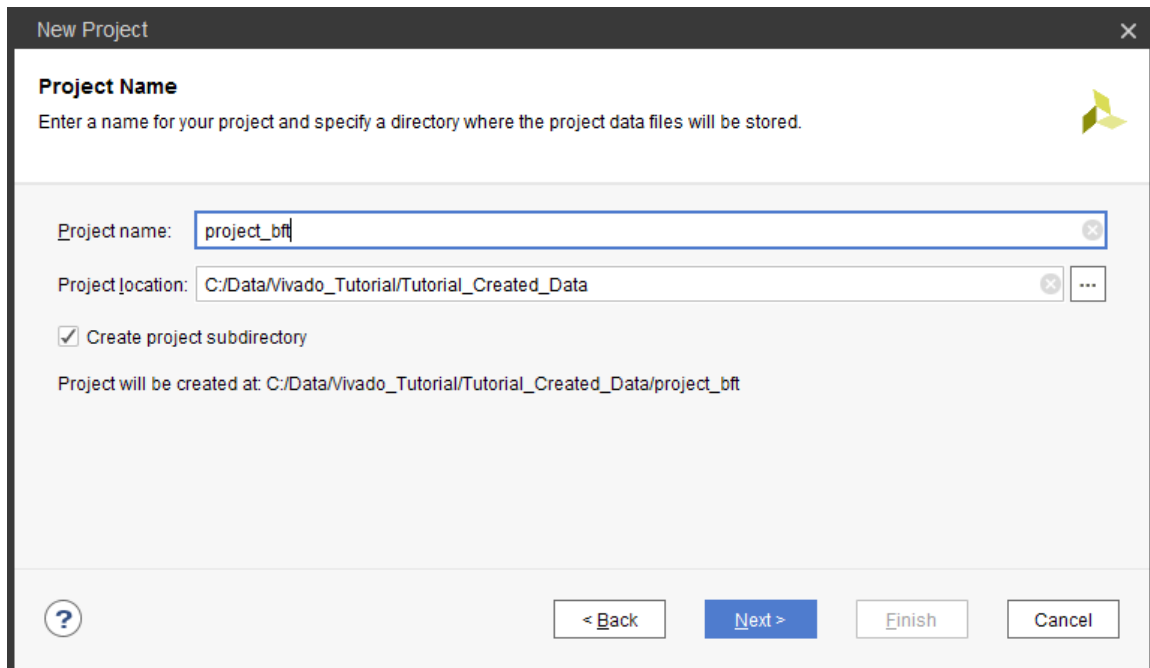 New Project
Project Name
Enter a name for your project and specify a directory where the project data files will be stored.
Project name: project_bft
Project location: C:/Data/Vivado_Tutorial/Tutorial_Created_Data ...
Create project subdirectory
Project will be created at: C:/Data/Vivado_Tutorial/Tutorial_Created_Data/project_bft
? < Back Next > Finish Cancel